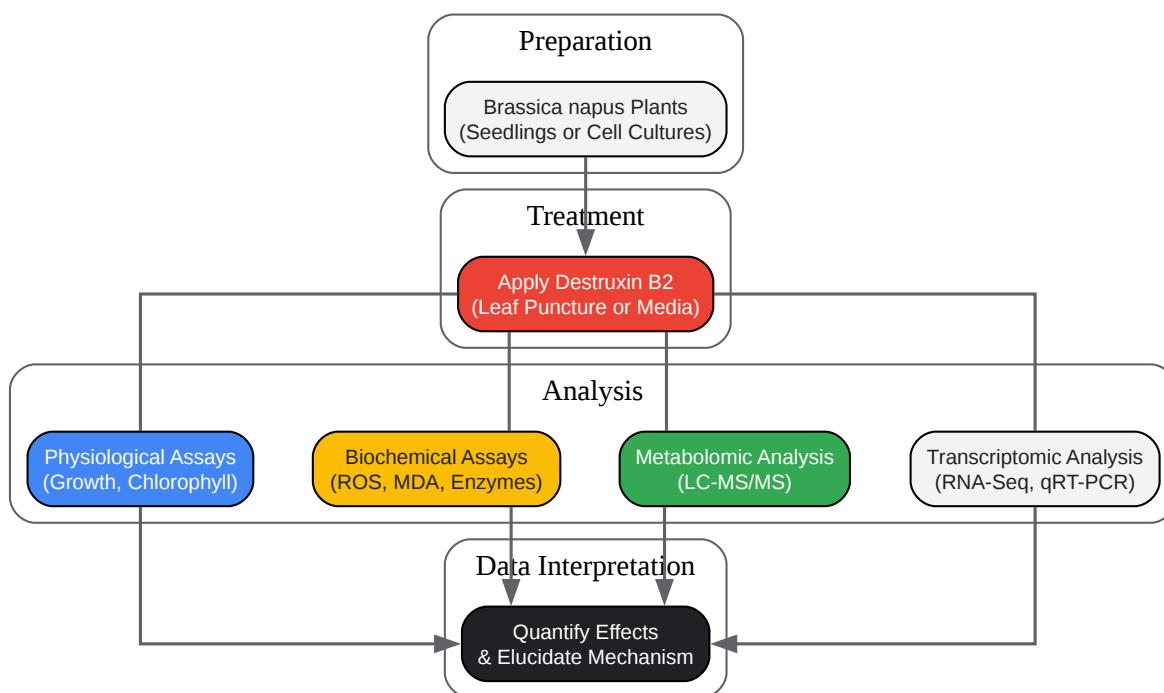 Preparation
Brassica napus Plants
(Seedlings or Cell Cultures)
Treatment
Apply Destruxin B2
(Leaf Puncture or Media)
Analysis
Physiological Assays
(Growth, Chlorophyll)
Biochemical Assays
(ROS, MDA, Enzymes)
Metabolomic Analysis
(LC-MS/MS)
Transcriptomic Analysis
(RNA-Seq, qRT-PCR)
Data Interpretation
Quantify Effects
& Elucidate Mechanism